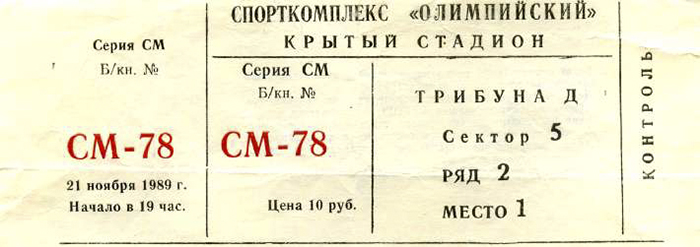 Серия СМ
Б/кн. №
СМ-78
21 ноября 1989 г.
Начало в 19 час.
СПОРТКОМПЛЕКС «ОЛИМПИЙСКИЙ»
КРЫТЫЙ СТАДИОН
Серия СМ
Б/кн. №
СМ-78
Цена 10 руб.
ТРИБУНА Д
Сектор 5
РЯД 2
МЕСТО 1
КОНТРОЛЬ